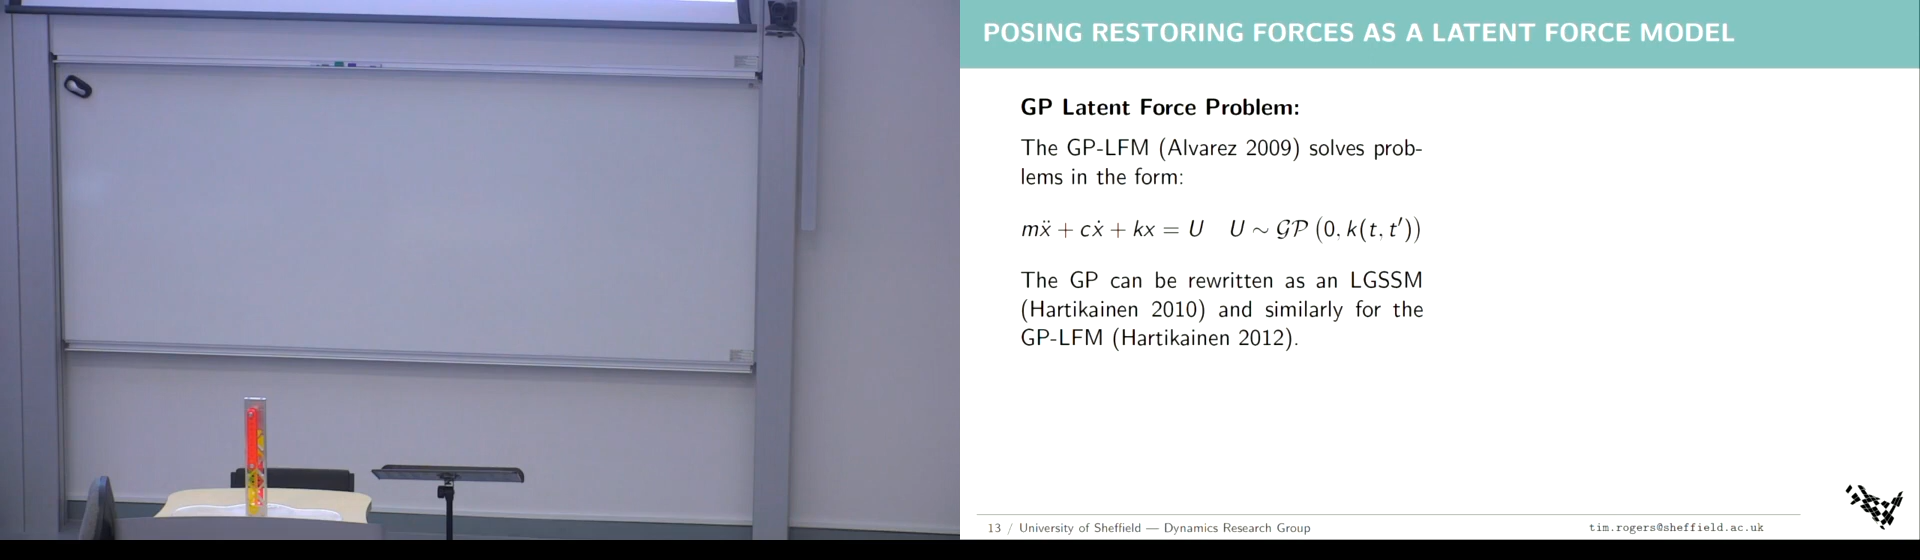 POSING RESTORING FORCES AS A LATENT FORCE MODEL
GP Latent Force Problem:
The GP-LFM (Alvarez 2009) solves prob-
lems in the form:
mẍ + cẋ + kx = U   U ∼ 𝒢𝒫 (0, k(t, t′))
The GP can be rewritten as an LGSSM
(Hartikainen 2010) and similarly for the
GP-LFM (Hartikainen 2012).
13 / University of Sheffield — Dynamics Research Group
tim.rogers@sheffield.ac.uk